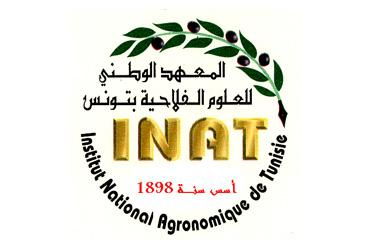 المعهد الوطني
للعلوم الفلاحية بتونس
INAT
أسس سنة 1898
Institut National Agronomique de Tunisie